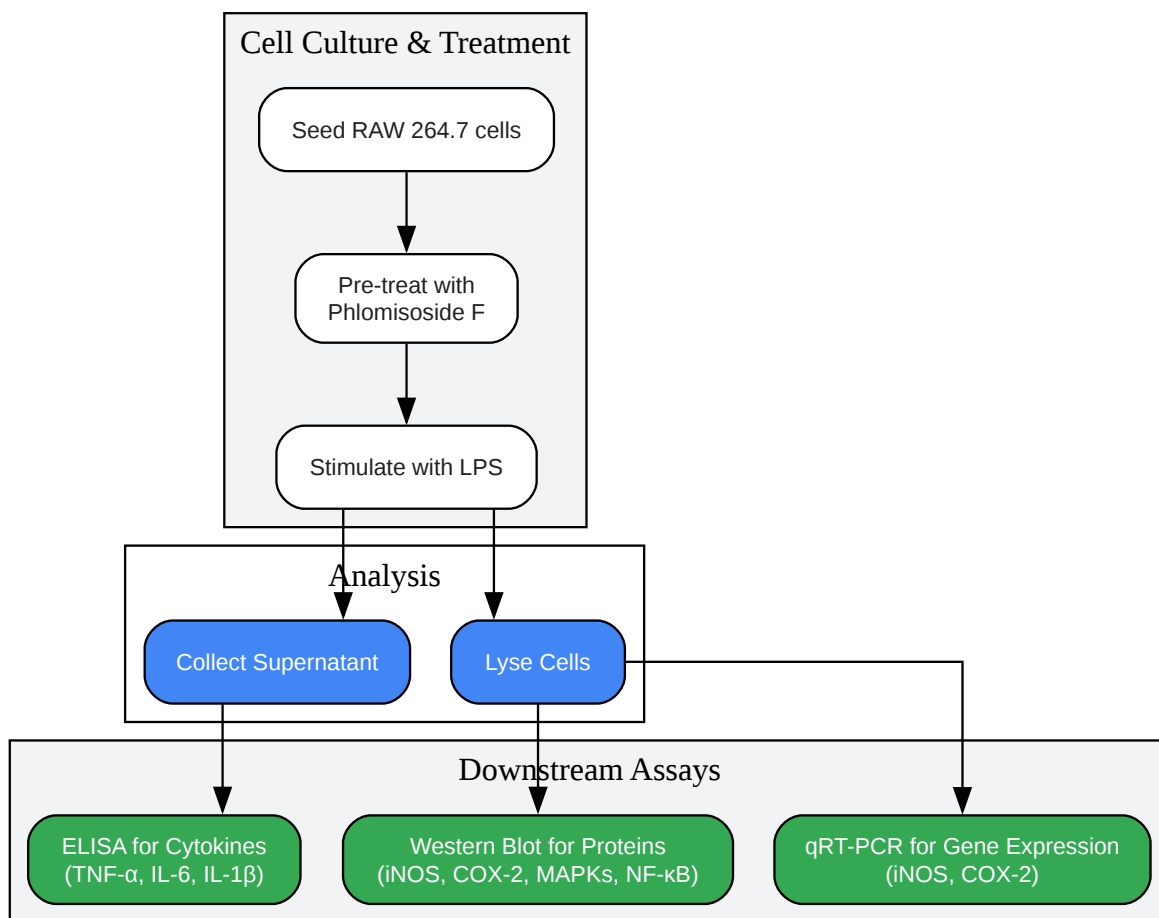 Cell Culture & Treatment
Seed RAW 264.7 cells
Pre-treat with
Phlomisoside F
Stimulate with LPS
Analysis
Collect Supernatant
Lyse Cells
Downstream Assays
ELISA for Cytokines
(TNF-α, IL-6, IL-1β)
Western Blot for Proteins
(iNOS, COX-2, MAPKs, NF-κB)
qRT-PCR for Gene Expression
(iNOS, COX-2)